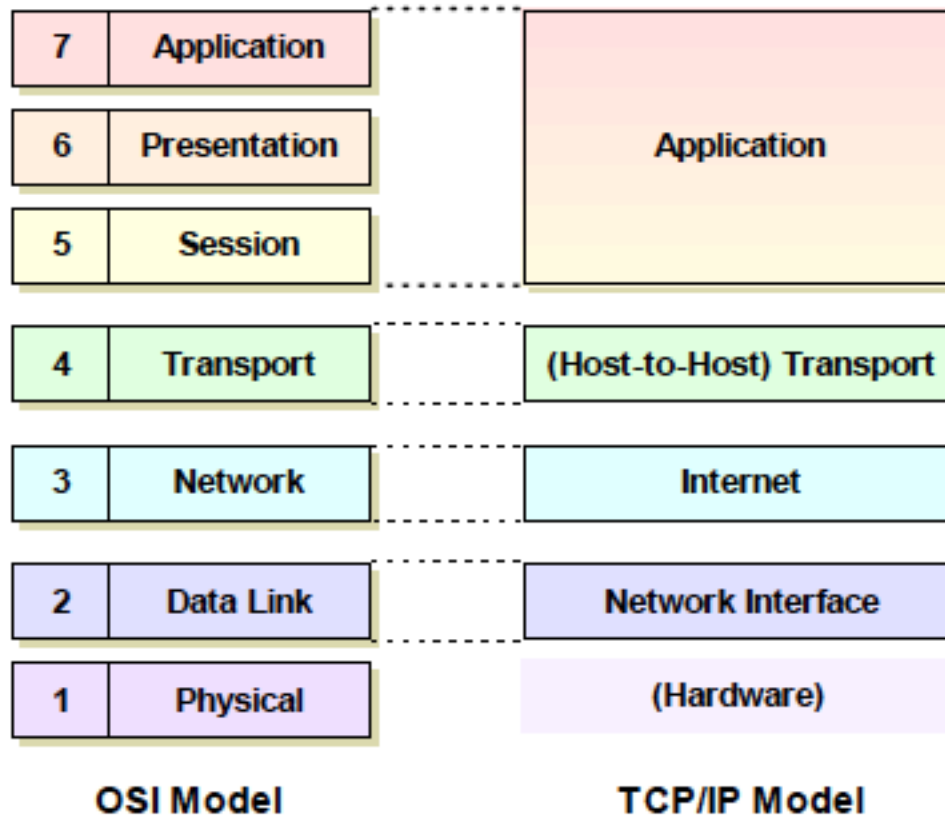 7 Application
6 Presentation
Application
5 Session
4 Transport
(Host-to-Host) Transport
3 Network
Internet
2 Data Link
Network Interface
1 Physical
(Hardware)
OSI Model
TCP/IP Model